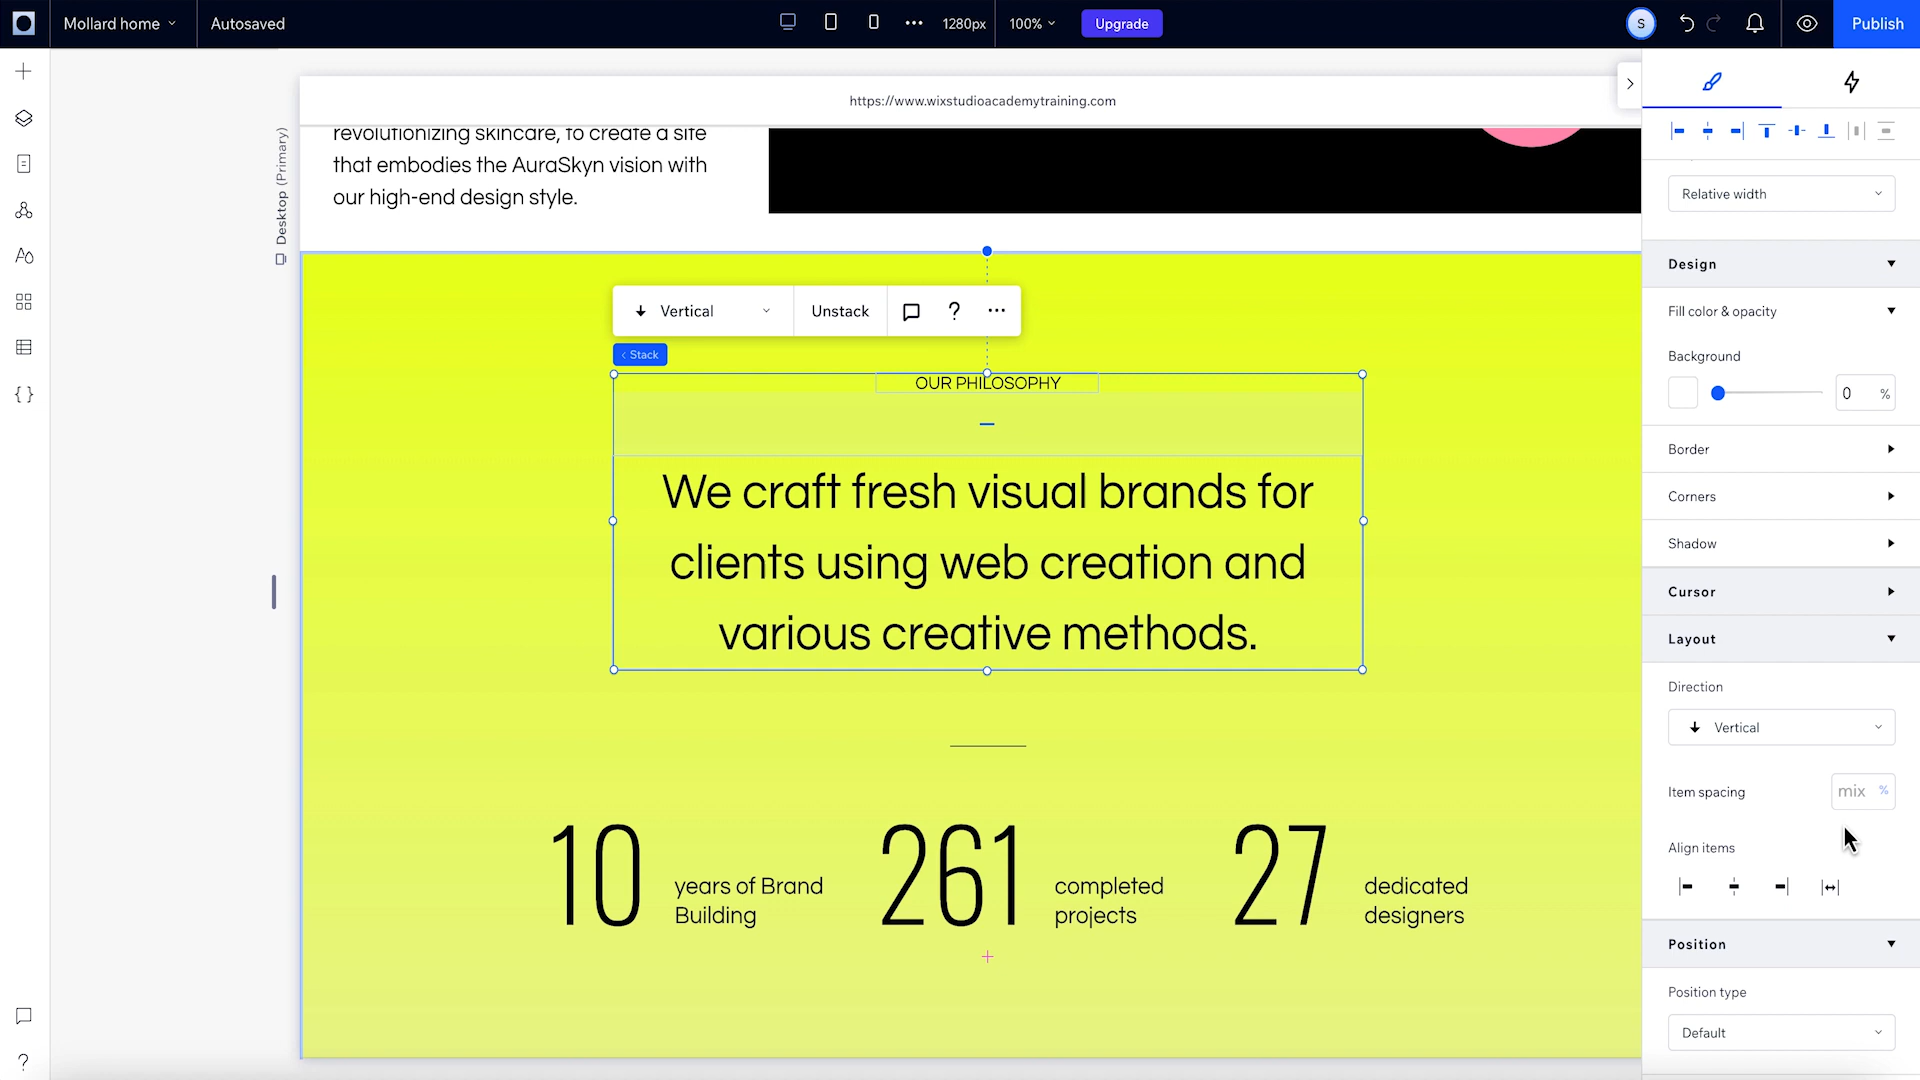 Mollard home
Autosaved
1280px
100%
Upgrade
S
Publish
https://www.wixstudioacademytraining.com
Desktop (Primary)
revolutionizing skincare, to create a site
that embodies the AuraSkyn vision with
our high-end design style.
Vertical
Unstack
?
< Stack
OUR PHILOSOPHY
We craft fresh visual brands for
clients using web creation and
various creative methods.
10
years of Brand
Building
261
completed
projects
27
dedicated
designers
Relative width
Design
Fill color & opacity
Background
0 %
Border
Corners
Shadow
Cursor
Layout
Direction
Vertical
Item spacing
mix %
Align items
Position
Position type
Default
?